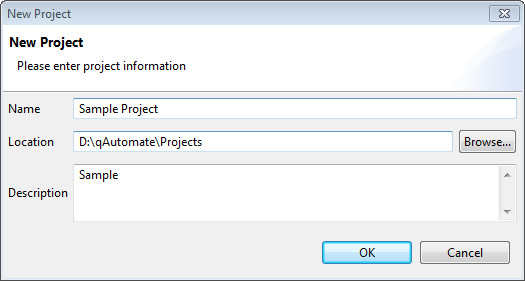 New Project
New Project
Please enter project information
Name Sample Project
Location D:\qAutomate\Projects Browse...
Description Sample
OK Cancel